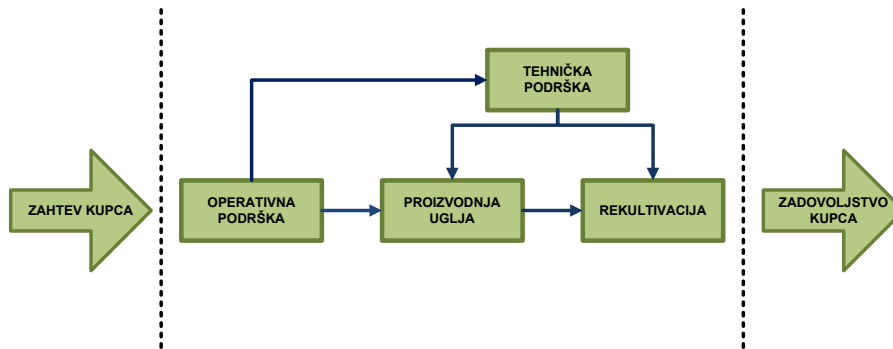 TEHNIČKA
PODRŠKA
ZAHTEV KUPCA
OPERATIVNA
PODRŠKA
PROIZVODNJA
UGLJA
REKULTIVACIJA
ZADOVOLJSTVO
KUPCA